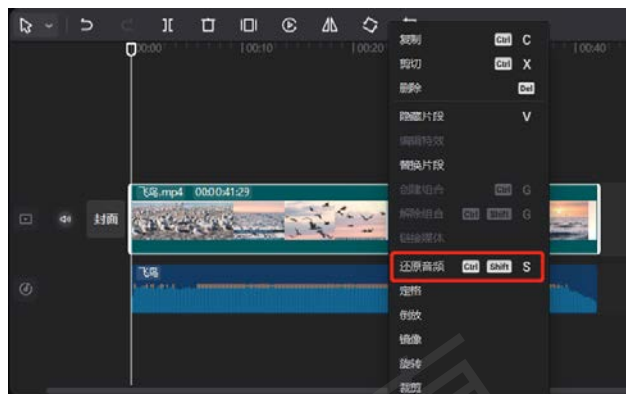 00:00
00:10
00:20
00:40
复制 Ctrl C
剪切 Ctrl X
删除 Del
隐藏片段 V
编辑特效
替换片段
创建组合 Ctrl G
解除组合 Ctrl Shift G
链接媒体
还原音频 Ctrl Shift S
定格
倒放
镜像
旋转
裁剪
飞鸟.mp4 00:00:41:29
封面
飞鸟